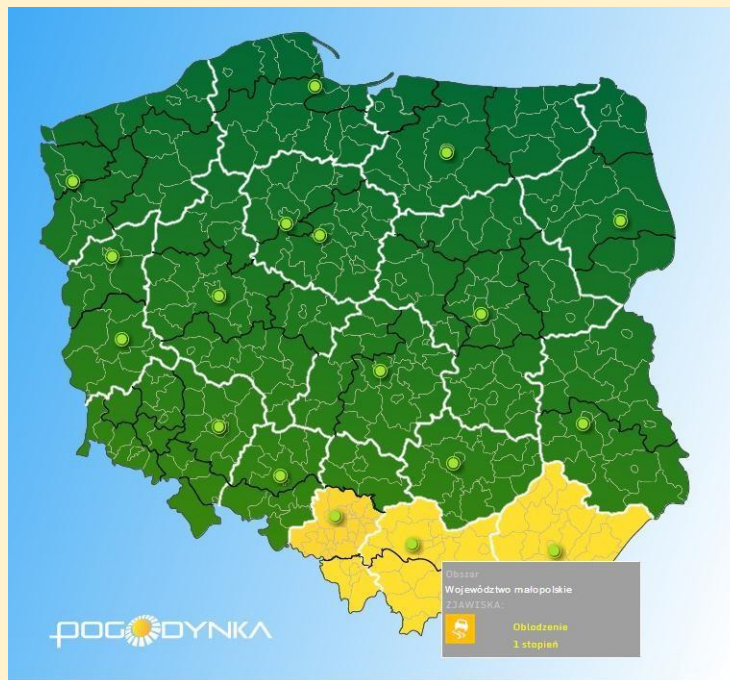 Obszar
Województwo małopolskie
ZJAWISKA:
Oblodzenie
1 stopień
POGODYNKA